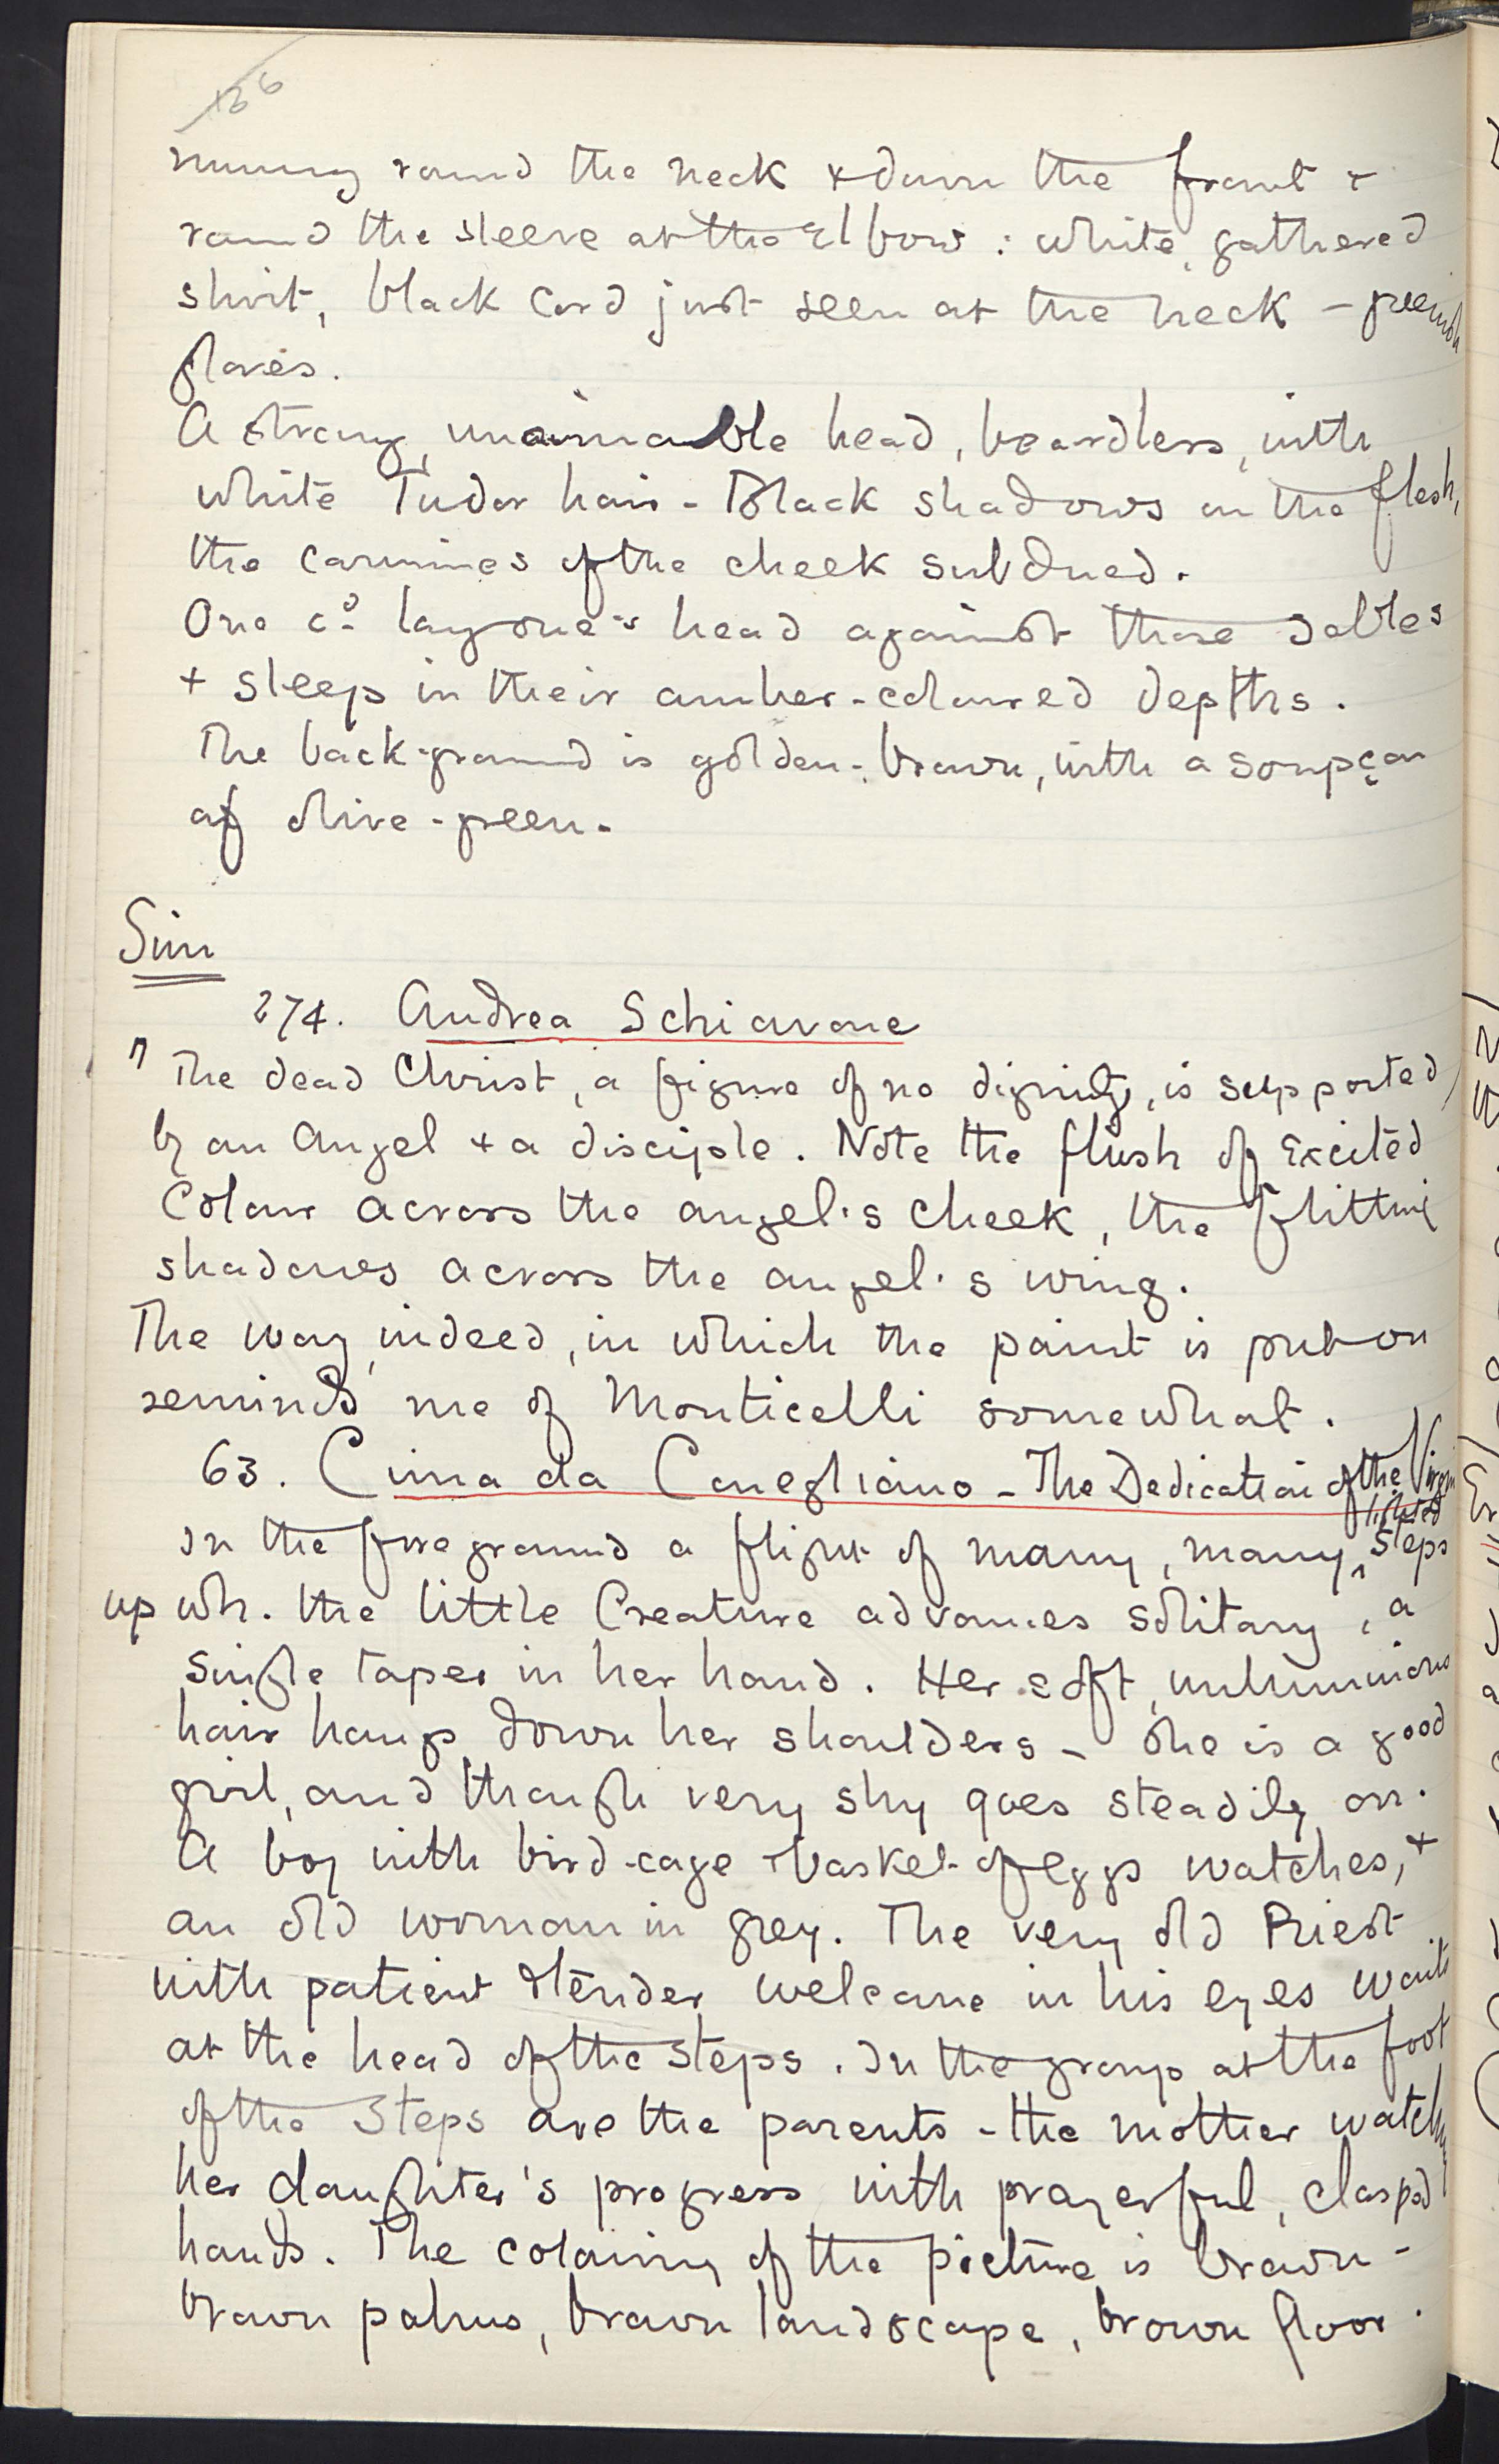 126
running round the neck & down the front &
round the sleeve at the Elbow : white, gathered
shirt, black cord just seen at the neck - greenish
gloves.
A strong, unamiable head, beardless, with
white Tudor hair - Black shadows on the flesh,
the carmines of the cheek subdued.
One cd lay one's head against those sables
+ sleep in their amber-coloured depths.
The back-ground is golden-brown, with a soupçon
of olive-green.
Sim
274. Andrea Schiavone
" The dead Christ, a figure of no dignity, is supported
by an Angel + a disciple. Note the flush of Excited
Colour across the angel's cheek, the flitting
shadows across the angel's wing.
The way, indeed, in which the paint is put on
reminds me of Monticelli somewhat.
63. Cima da Conegliano - The Dedication of the Virgin
In the foreground a flight of many, many, steps
up wh. the little Creature advances solitary, a
single taper in her hand. Her soft, unluminous
hair hangs down her shoulders - She is a good
girl, and though very shy goes steadily on.
A boy with bird-cage + basket of eggs watches, +
an old woman in grey. The very old Priest
with patient & tender welcome in his eyes waits
at the head of the steps. In the group at the foot
of the Steps are the parents - the mother watching
her daughter's progress with prayerful, clasped
hands. The colouring of the picture is brown -
brown palms, brown landscape, brown floor.